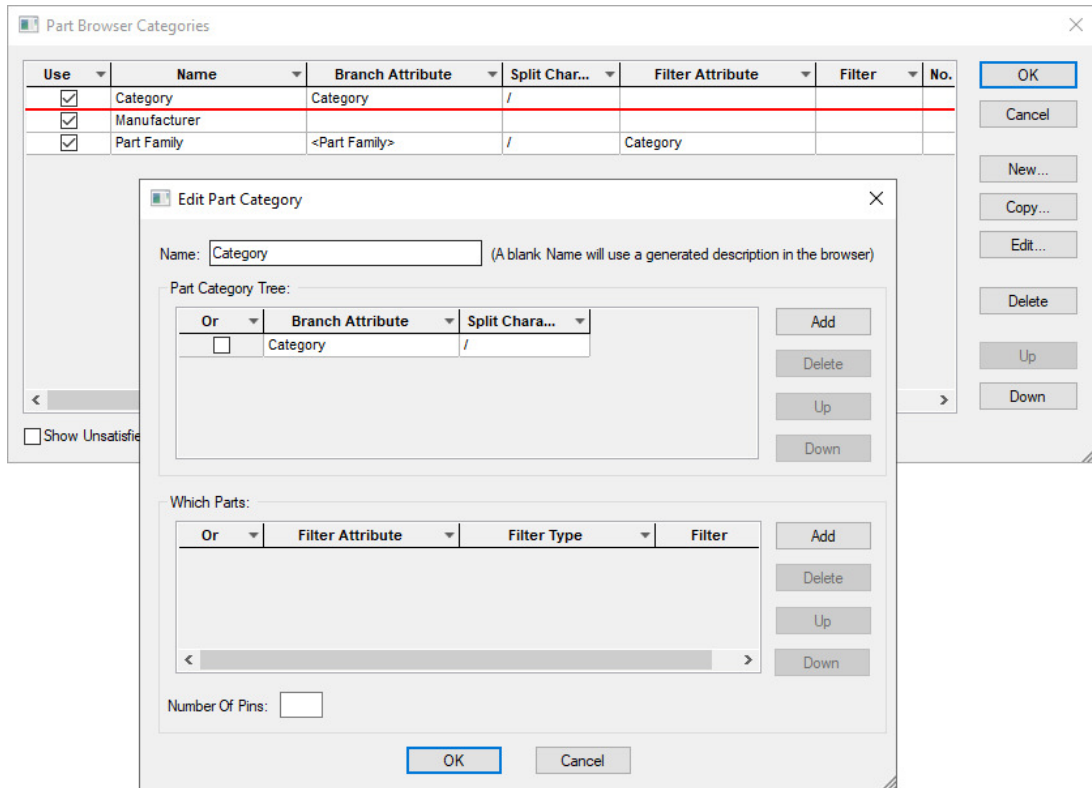 Part Browser Categories
Use Name Branch Attribute Split Char... Filter Attribute Filter No.
Category Category /
Manufacturer
Part Family <Part Family> / Category
OK
Cancel
New...
Copy...
Edit...
Delete
Up
Down
Show Unsatisfie
Edit Part Category
Name: Category (A blank Name will use a generated description in the browser)
Part Category Tree:
Or Branch Attribute Split Chara...
Category /
Add
Delete
Up
Down
Which Parts:
Or Filter Attribute Filter Type Filter
Add
Delete
Up
Down
Number Of Pins:
OK Cancel